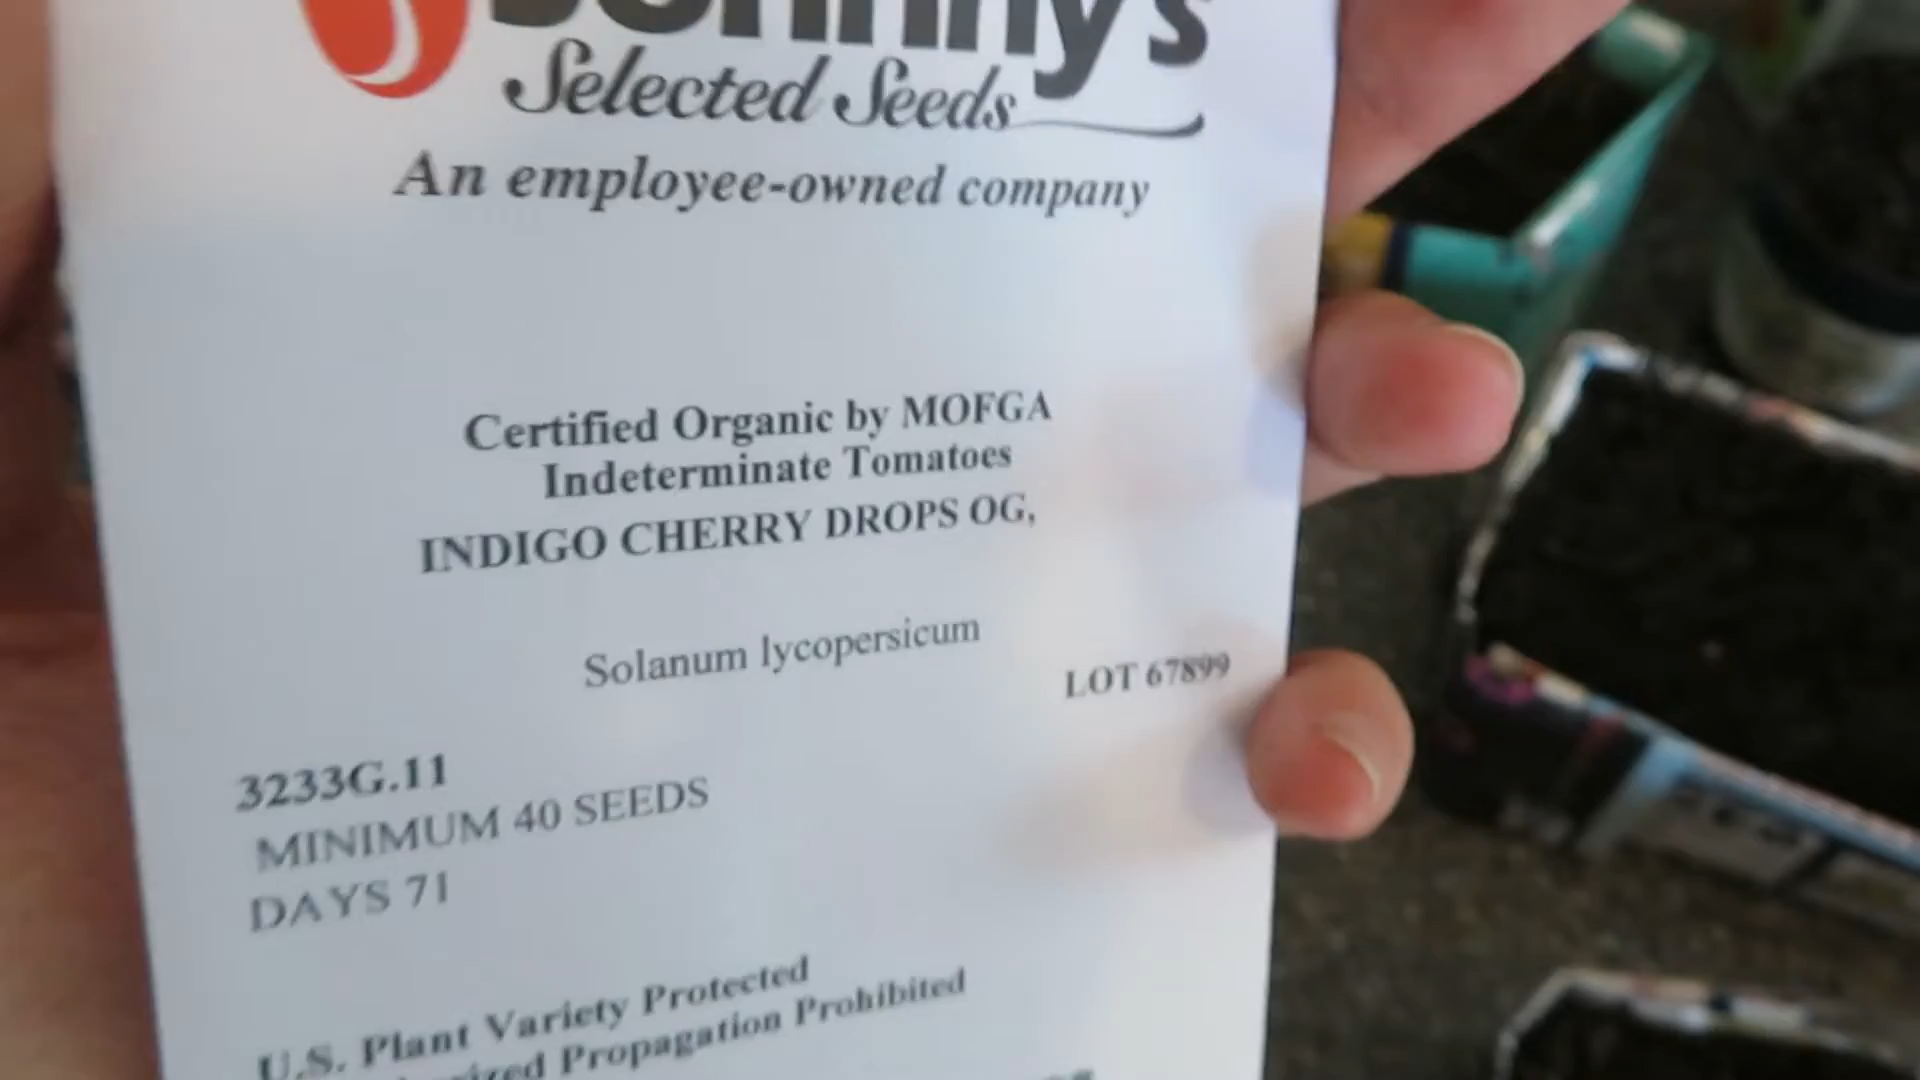 Johnny's
Selected Seeds
An employee-owned company
Certified Organic by MOFGA
Indeterminate Tomatoes
INDIGO CHERRY DROPS OG,
Solanum lycopersicum
LOT 67899
3233G.11
MINIMUM 40 SEEDS
DAYS 71
U.S. Plant Variety Protected
Propagation Prohibited